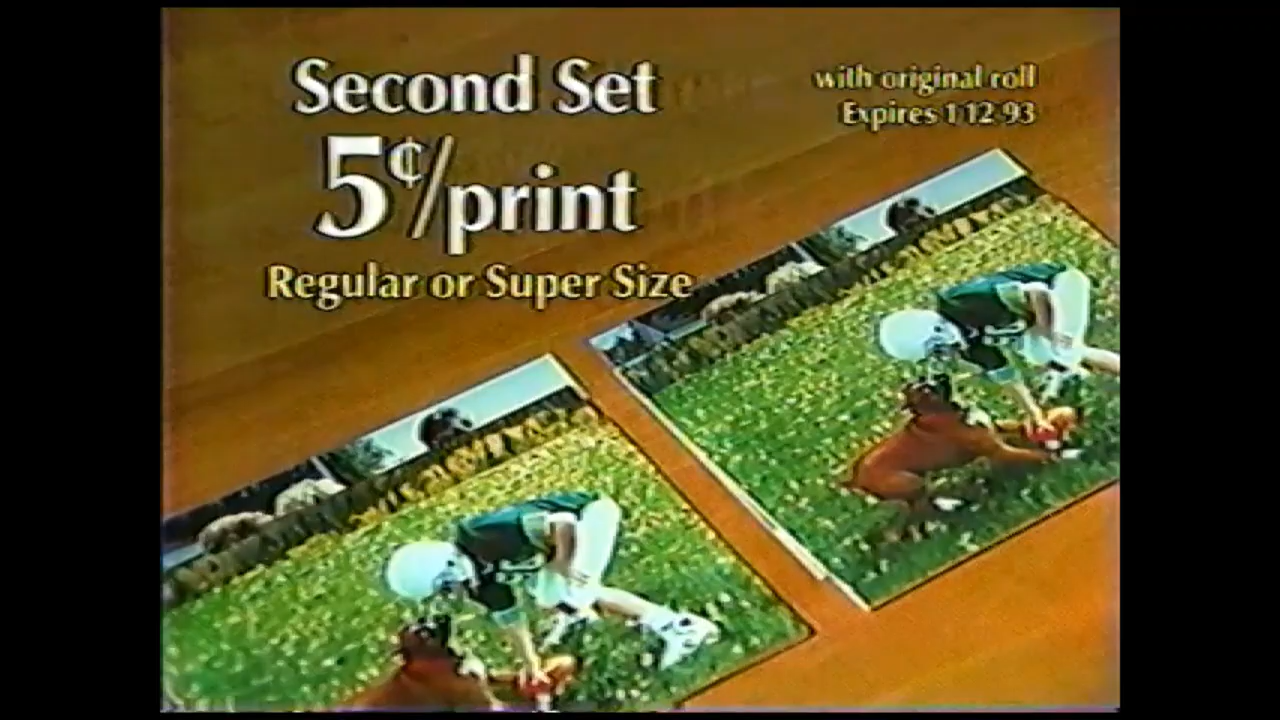 Second Set
5¢/print
Regular or Super Size
with original roll
Expires 1 12 93